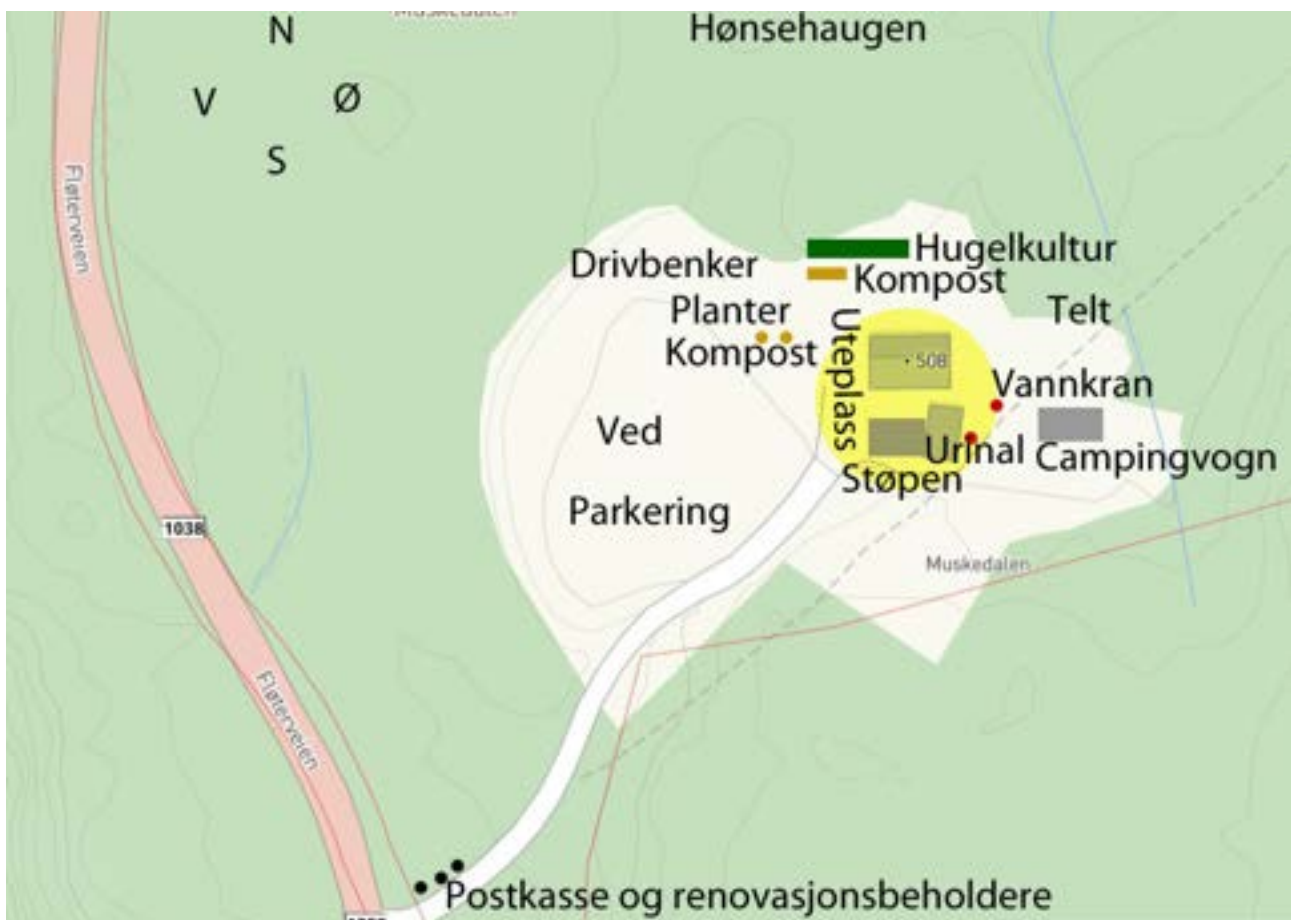 Muskedalen
N
Hønsehaugen
V
Ø
S
Fløterveien
Hugelkultur
Drivbenker
Kompost
Planter
Telt
Kompost
Uteplass
508
Vannkran
Ved
Urinal
Campingvogn
Støpen
Parkering
1038
Muskedalen
Fløterveien
Postkasse og renovasjonsbeholdere